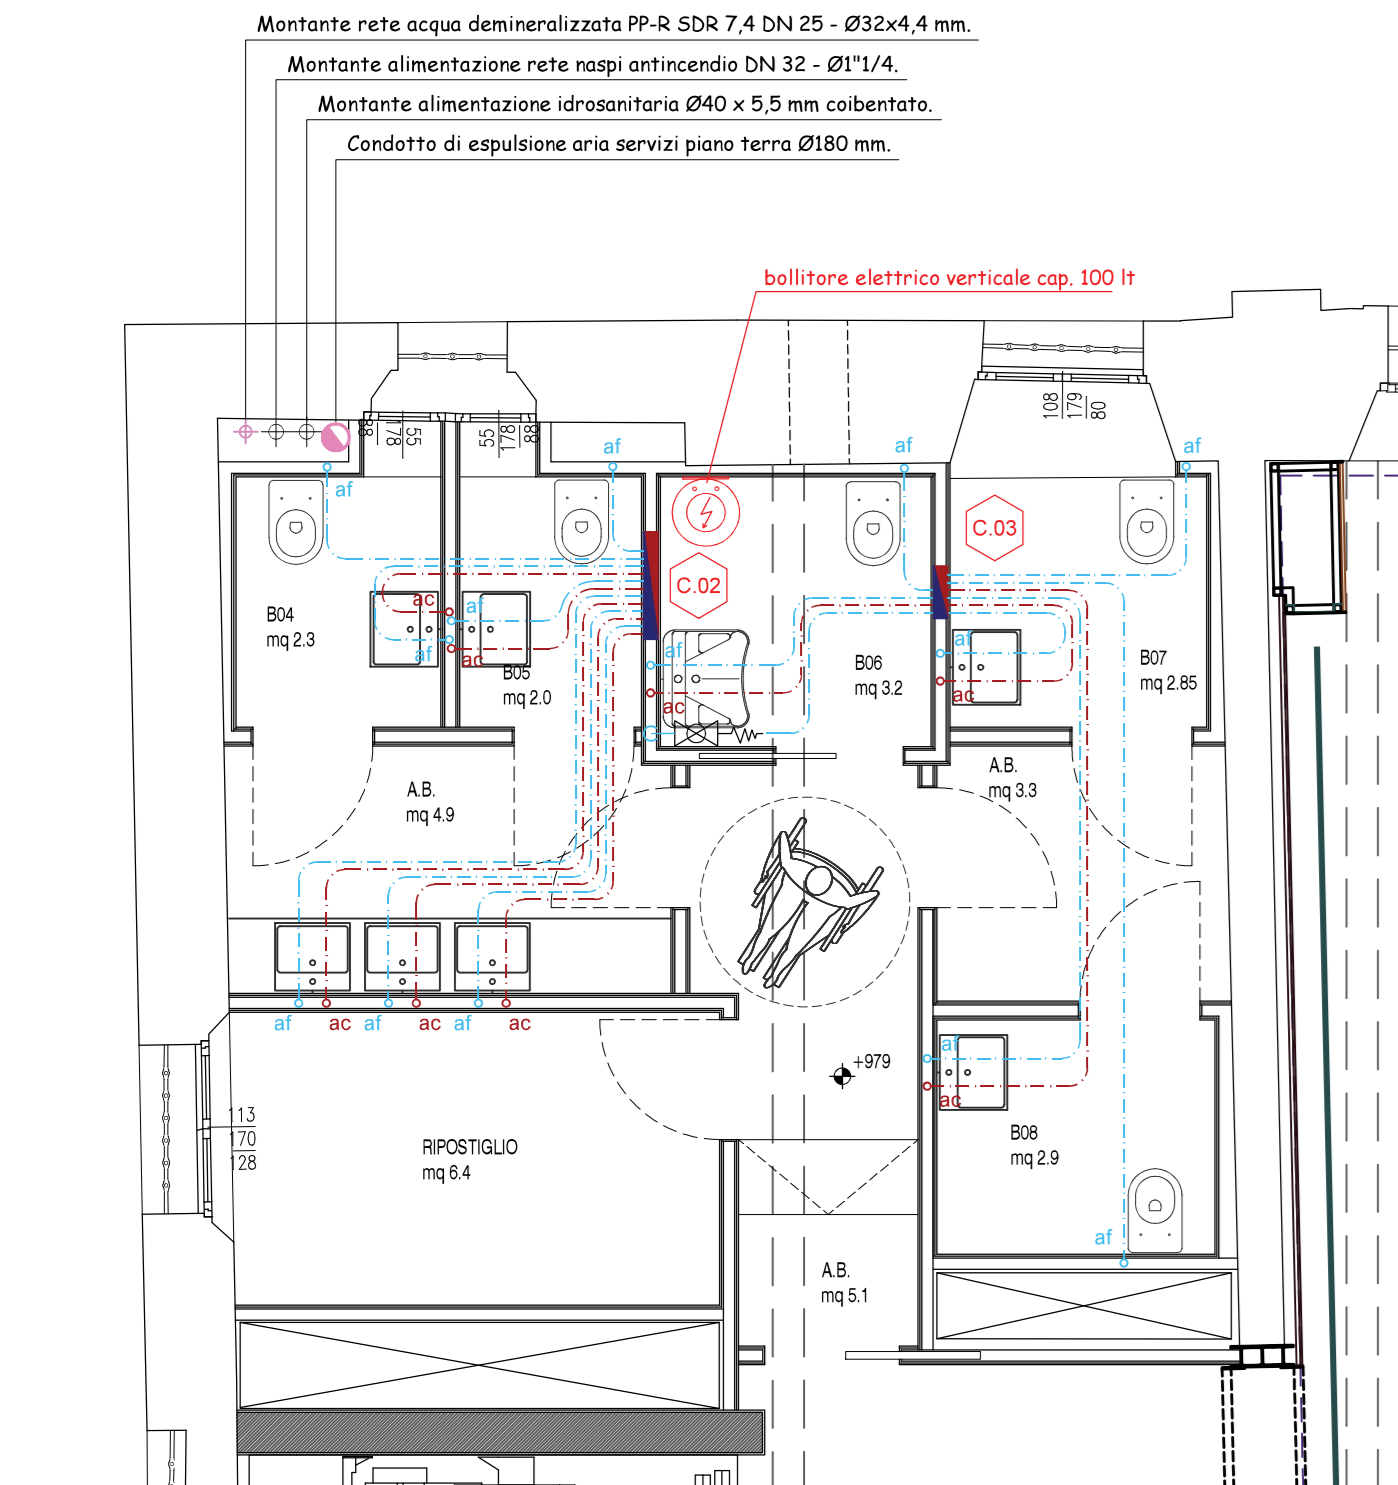 Montante rete acqua demineralizzata PP-R SDR 7,4 DN 25 - Ø32x4,4 mm.
Montante alimentazione rete naspi antincendio DN 32 - Ø1"1/4.
Montante alimentazione idrosanitaria Ø40 x 5,5 mm coibentato.
Condotto di espulsione aria servizi piano terra Ø180 mm.
bollitore elettrico verticale cap. 100 lt
108
179
80
88
178
55
55
178
88
af
af
af
af
C.03
C.02
ac
af
af
ac
B04
mq 2.3
B05
mq 2.0
af
ac
B06
mq 3.2
af
ac
B07
mq 2.85
A.B.
mq 4.9
A.B.
mq 3.3
af
ac
af
ac
af
ac
af
ac
+979
113
170
128
RIPOSTIGLIO
mq 6.4
B08
mq 2.9
af
A.B.
mq 5.1